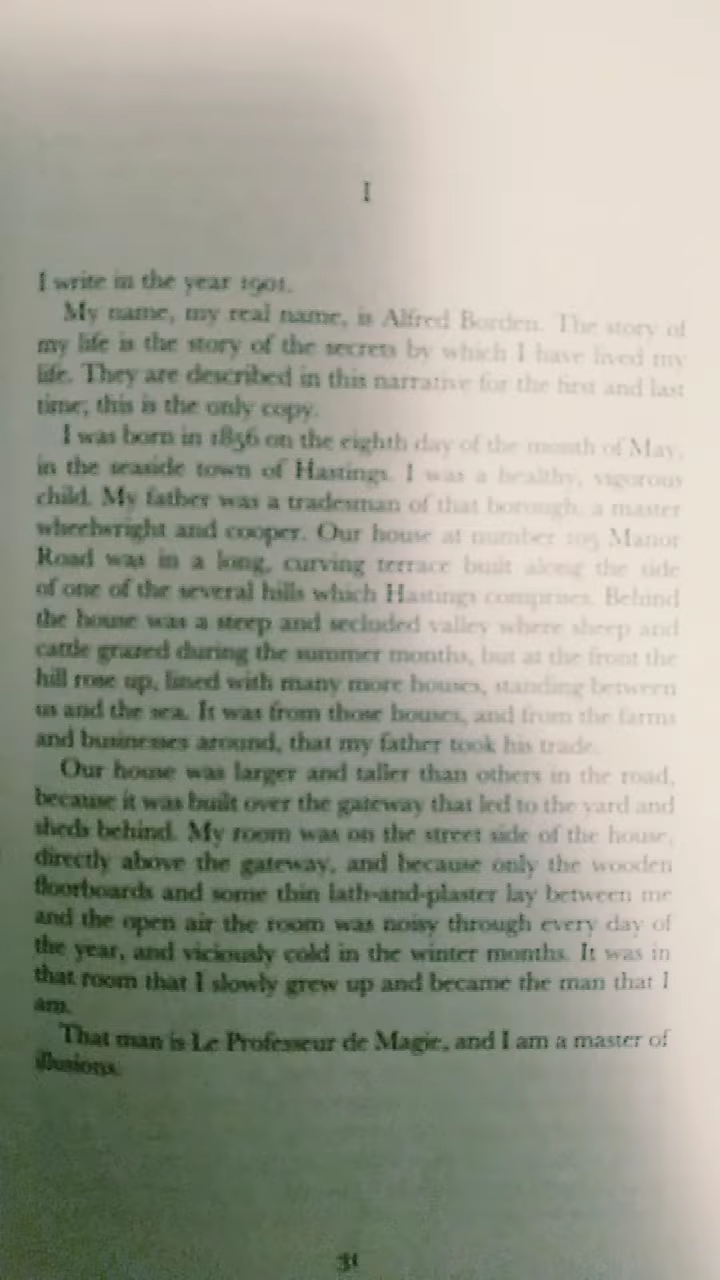 I
I write in the year 1901.
My name, my real name, is Alfred Borden. The story of
my life is the story of the secrets by which I have lived my
life. They are described in this narrative for the first and last
time; this is the only copy.
I was born in 1856 on the eighth day of the month of May,
in the seaside town of Hastings. I was a healthy, vigorous
child. My father was a tradesman of that borough, a master
wheelwright and cooper. Our house at number 105 Manor
Road was in a long, curving terrace built along the side
of one of the several hills which Hastings comprises. Behind
the house was a steep and secluded valley where sheep and
cattle grazed during the summer months, but at the front the
hill rose up, lined with many more houses, standing between
us and the sea. It was from those houses, and from the farms
and businesses around, that my father took his trade.
Our house was larger and taller than others in the road,
because it was built over the gateway that led to the yard and
sheds behind. My room was on the street side of the house,
directly above the gateway, and because only the wooden
floorboards and some thin lath-and-plaster lay between me
and the open air the room was noisy through every day of
the year, and viciously cold in the winter months. It was in
that room that I slowly grew up and became the man that I
am.
That man is Le Professeur de Magie, and I am a master of
illusions.
31